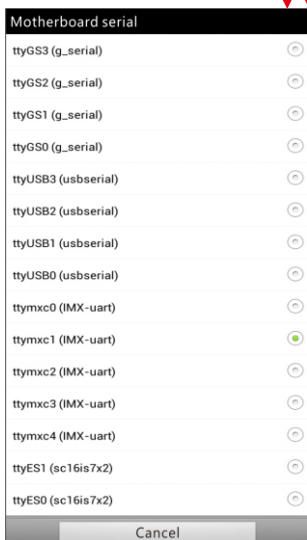 Motherboard serial
ttyGS3 (g_serial)
ttyGS2 (g_serial)
ttyGS1 (g_serial)
ttyGS0 (g_serial)
ttyUSB3 (usbserial)
ttyUSB2 (usbserial)
ttyUSB1 (usbserial)
ttyUSB0 (usbserial)
ttymxc0 (IMX-uart)
ttymxc1 (IMX-uart)
ttymxc2 (IMX-uart)
ttymxc3 (IMX-uart)
ttymxc4 (IMX-uart)
ttyES1 (sc16is7x2)
ttyES0 (sc16is7x2)
Cancel